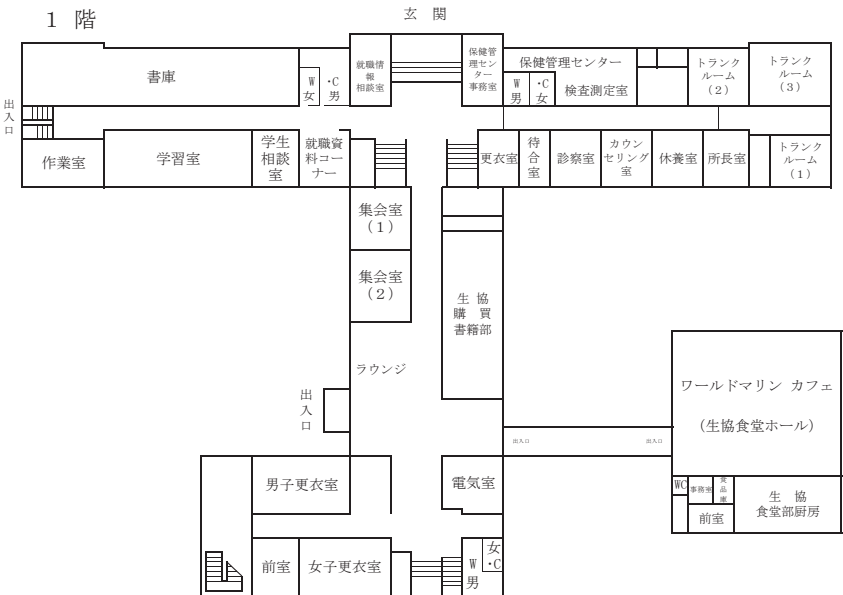 1 階
玄 関
書庫
W
女
・C
男
就職情
報
相談室
保健管
理セン
ター
事務室
保健管理センター
W
男
・C
女
検査測定室
トランク
ルーム
(2)
トランク
ルーム
(3)
出
入
口
作業室
学習室
学生
相談
室
就職資
料コー
ナー
更衣室
待
合
室
診察室
カウン
セリング
室
休養室
所長室
トランク
ルーム
(1)
集会室
(1)
集会室
(2)
生 協
購 買
書籍部
ラウンジ
出
入
口
ワールドマリン カフェ
(生協食堂ホール)
出入口
出入口
男子更衣室
電気室
WC
事務室
食
品
庫
生 協
食堂部厨房
前室
前室
女子更衣室
W
男
女
・C